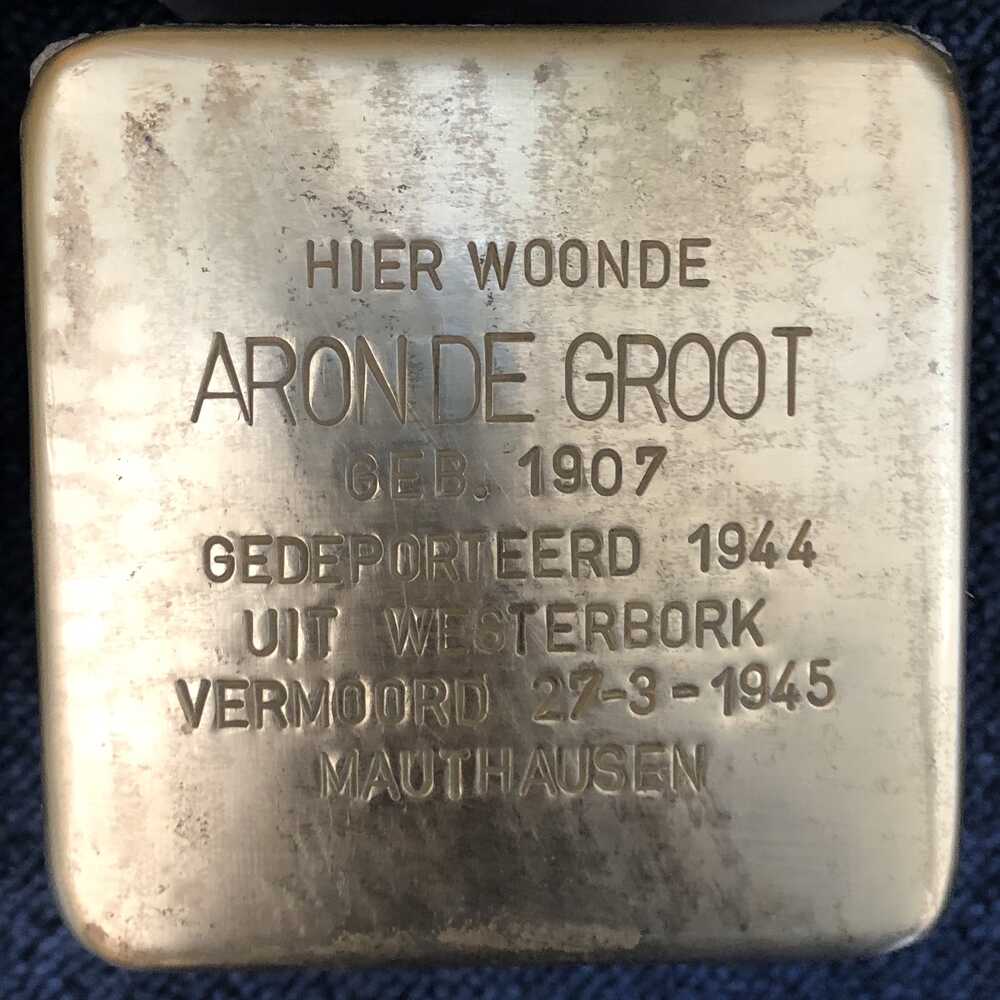 HIER WOONDE
ARON DE GROOT
GEB. 1907
GEDEPORTEERD 1944
UIT WESTERBORK
VERMOORD 27-3-1945
MAUTHAUSEN